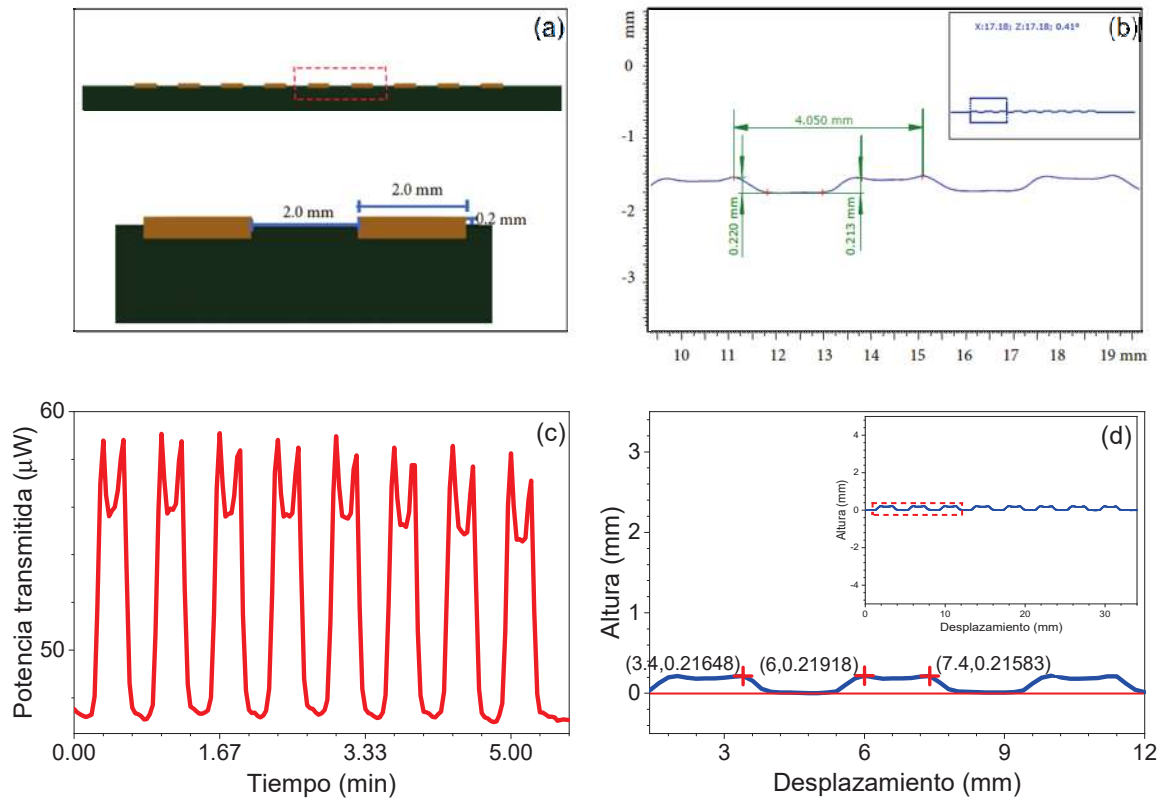 (a)
2.0 mm
2.0 mm
0.2 mm
(b)
mm
X:17.18; Z:17.18; 0.41º
0
-1
-2
-3
4.050 mm
0.220 mm
0.213 mm
10 11 12 13 14 15 16 17 18 19 mm
(c)
Potencia transmitida (μW)
60
50
0.00 1.67 3.33 5.00
Tiempo (min)
(d)
Altura (mm)
3
2
1
0
(3.4,0.21648) (6,0.21918) (7.4,0.21583)
3 6 9 12
Desplazamiento (mm)
Altura (mm)
4
2
0
-2
-4
0 10 20 30
Desplazamiento (mm)